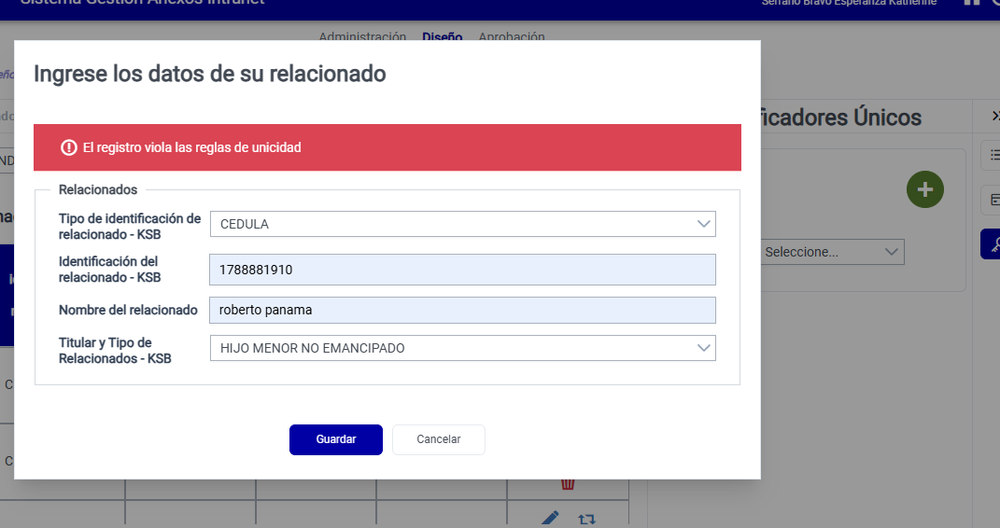 Sistema Gestión Anexos Intranet
Serrano Bravo Esperanza Katherine
Administración Diseño Aprobación
Ingrese los datos de su relacionado
ficadores Únicos
El registro viola las reglas de unicidad
Relacionados
Tipo de identificación de
relacionado - KSB
CEDULA
Seleccione...
Identificación del
relacionado - KSB
1788881910
Nombre del relacionado
roberto panama
Titular y Tipo de
Relacionados - KSB
HIJO MENOR NO EMANCIPADO
C
Guardar
Cancelar
C